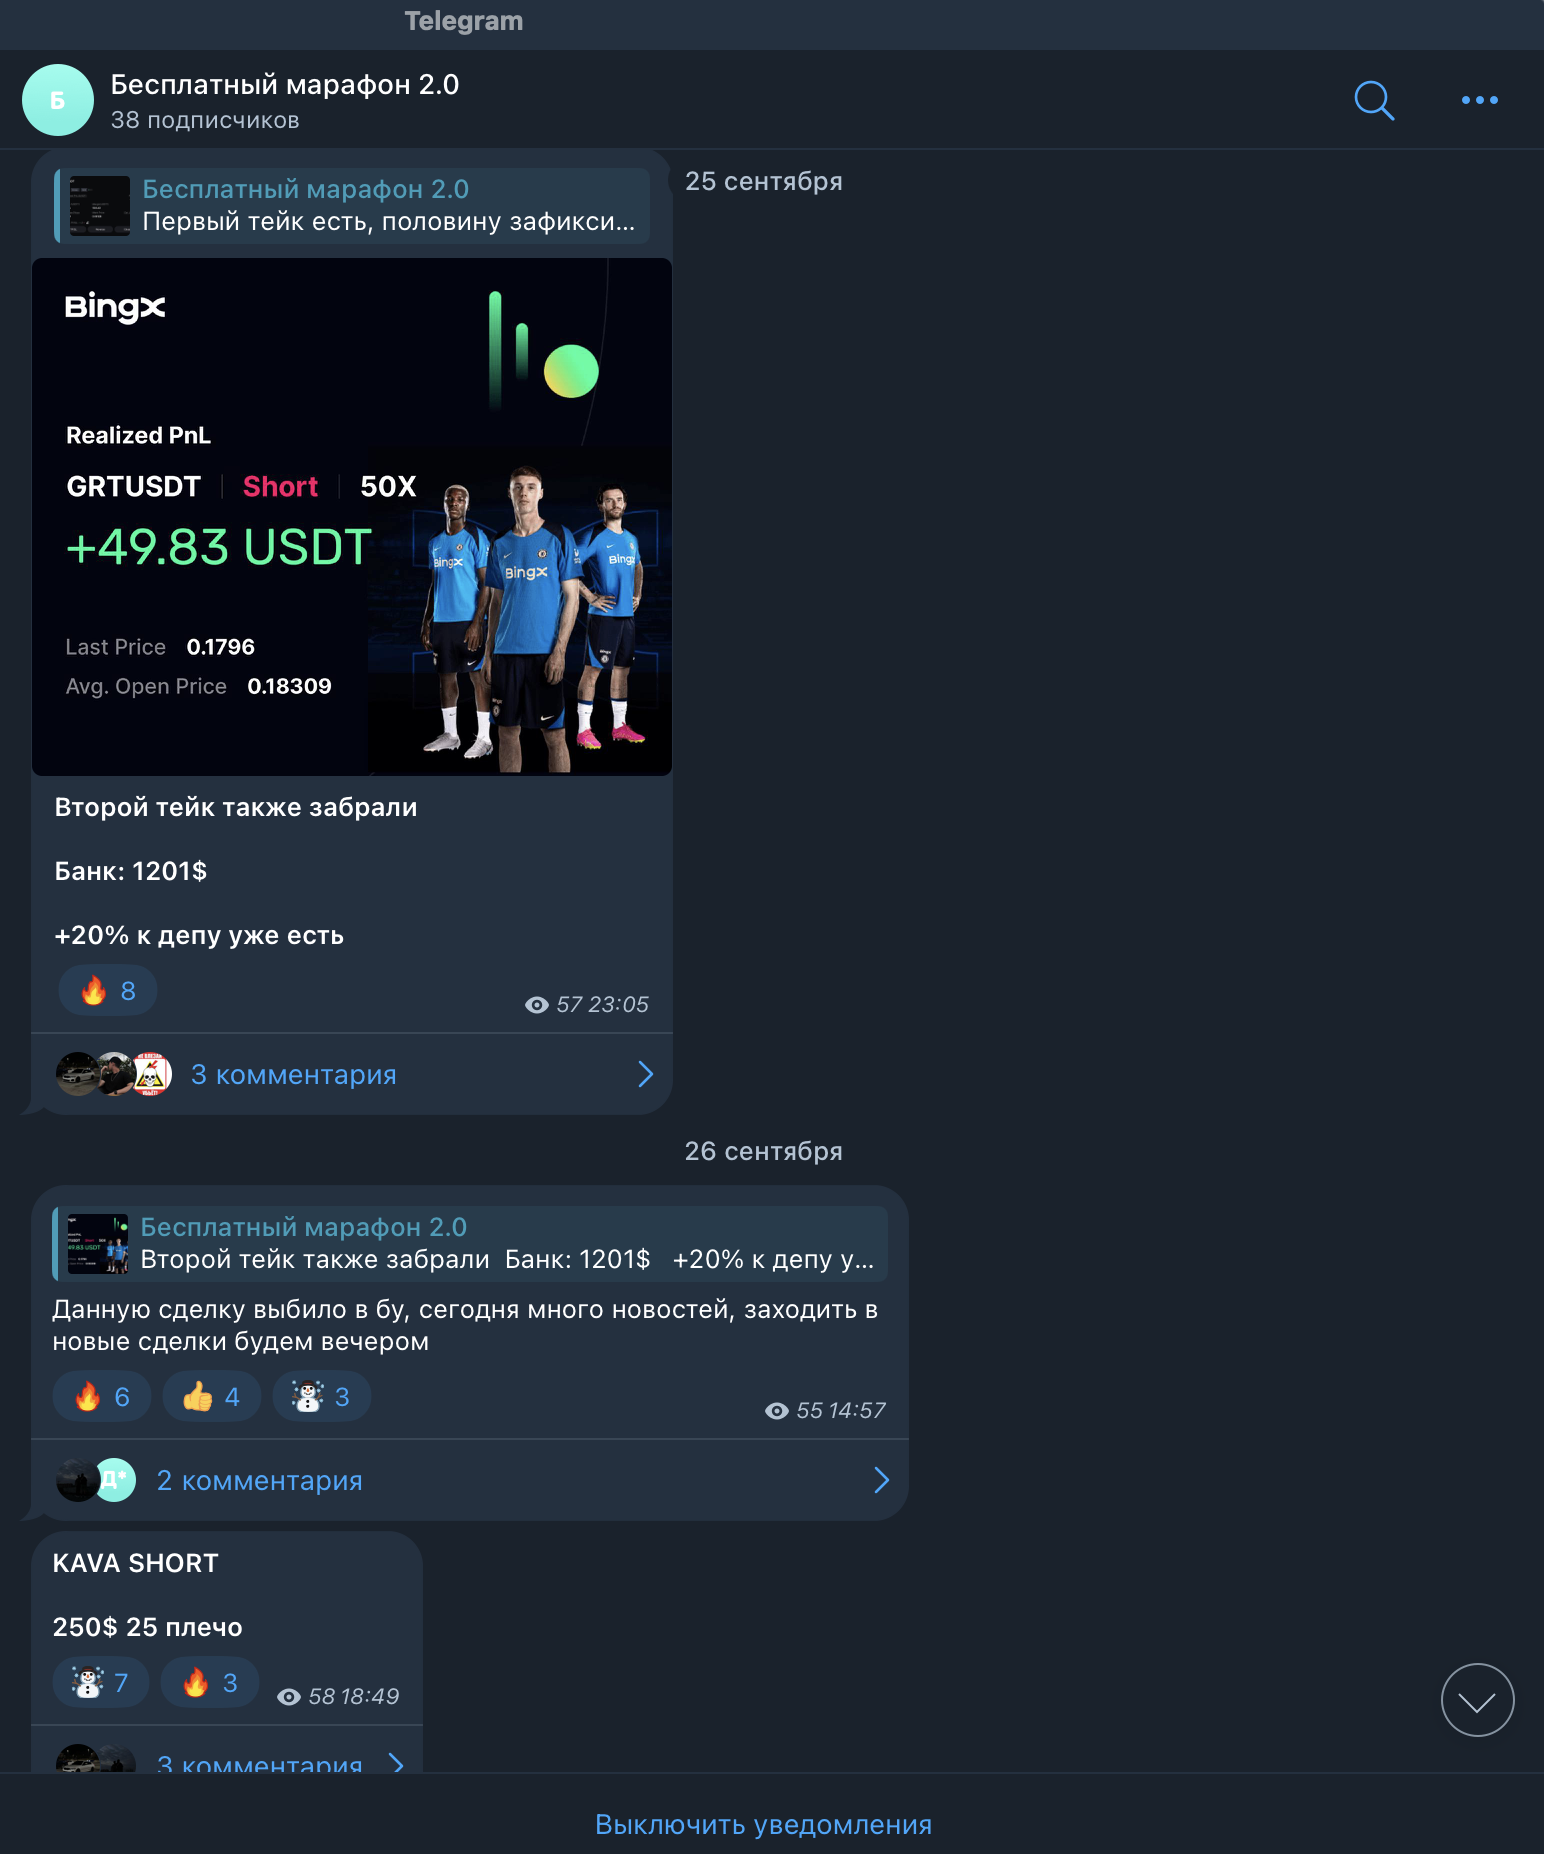 Telegram
Б
Бесплатный марафон 2.0
38 подписчиков
25 сентября
Бесплатный марафон 2.0
Первый тейк есть, половину зафикси...
BingX
Realized PnL
GRTUSDT | Short | 50X
+49.83 USDT
BingX BingX BingX
Last Price 0.1796
Avg. Open Price 0.18309
Второй тейк также забрали
Банк: 1201$
+20% к депу уже есть
🔥 8
57 23:05
3 комментария
26 сентября
Бесплатный марафон 2.0
Второй тейк также забрали Банк: 1201$ +20% к депу у...
Данную сделку выбило в бу, сегодня много новостей, заходить в
новые сделки будем вечером
🔥 6 👍 4 ☃️ 3
55 14:57
Д*
2 комментария
KAVA SHORT
250$ 25 плечо
☃️ 7 🔥 3
58 18:49
3 комментария
Выключить уведомления